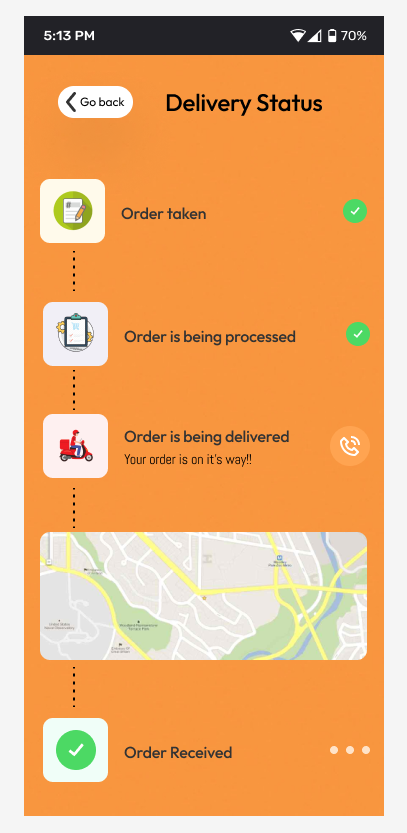 5:13 PM
70%
Go back
Delivery Status
Order taken
Order is being processed
Order is being delivered
Your order is on it's way!!
Order Received